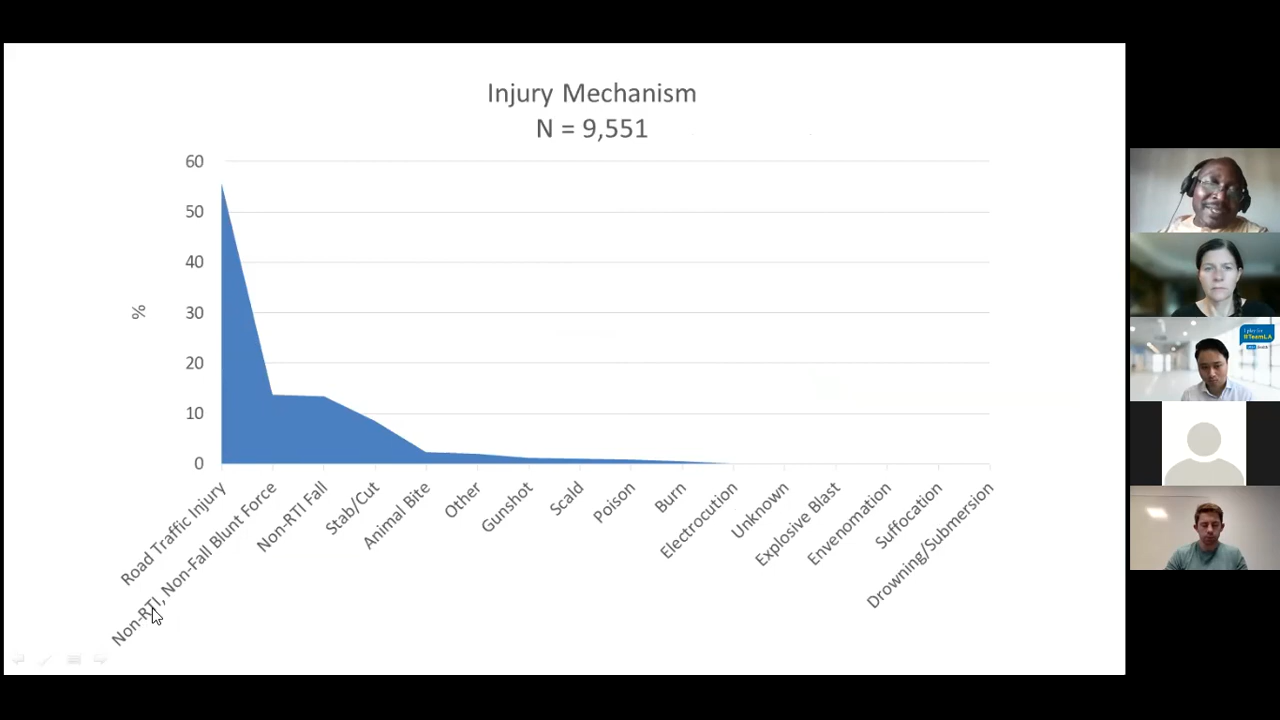 Injury Mechanism
N = 9,551
60
50
40
30
20
10
0
%
Road Traffic Injury
Non-RTI, Non-Fall Blunt Force
Non-RTI Fall
Stab/Cut
Animal Bite
Other
Gunshot
Scald
Poison
Burn
Electrocution
Unknown
Explosive Blast
Envenomation
Suffocation
Drowning/Submersion
#TeamLA